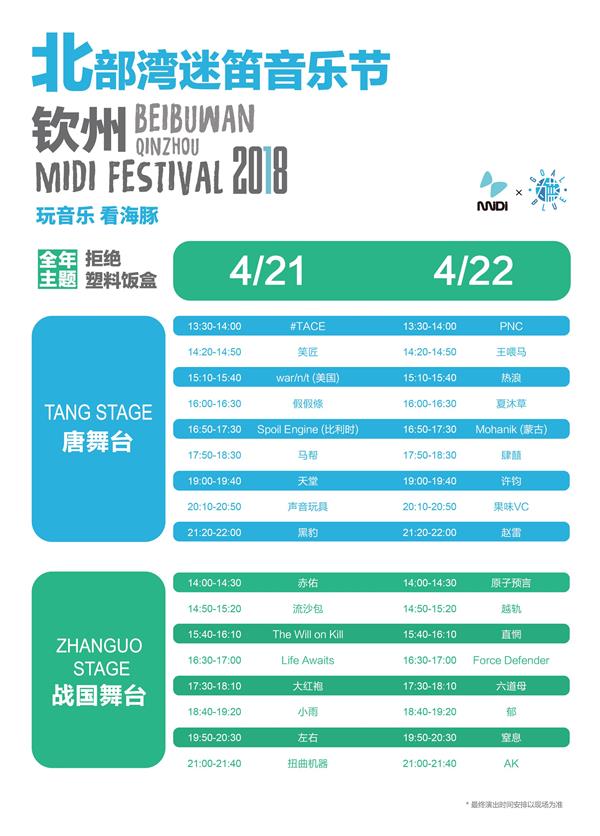 北部湾迷笛音乐节
钦州 BEIBUWAN
QINZHOU
MIDI FESTIVAL 2018
玩音乐 看海豚
MIDI × GOAL BLUE
全年 拒绝
主题 塑料饭盒
4/21 4/22
13:30-14:00 #TACE 13:30-14:00 PNC
14:20-14:50 笑匠 14:20-14:50 王喂马
15:10-15:40 war/n/t (美国) 15:10-15:40 热浪
16:00-16:30 假假條 16:00-16:30 夏沐草
TANG STAGE
唐舞台
16:50-17:30 Spoil Engine (比利时) 16:50-17:30 Mohanik (蒙古)
17:50-18:30 马帮 17:50-18:30 肆囍
19:00-19:40 天堂 19:00-19:40 许钧
20:10-20:50 声音玩具 20:10-20:50 果味VC
21:20-22:00 黑豹 21:20-22:00 赵雷
14:00-14:30 赤佑 14:00-14:30 原子预言
14:50-15:20 流沙包 14:50-15:20 越轨
15:40-16:10 The Will on Kill 15:40-16:10 直惘
ZHANGUO
STAGE
战国舞台
16:30-17:00 Life Awaits 16:30-17:00 Force Defender
17:30-18:10 大红袍 17:30-18:10 六道母
18:40-19:20 小雨 18:40-19:20 郁
19:50-20:30 左右 19:50-20:30 窒息
21:00-21:40 扭曲机器 21:00-21:40 AK
* 最终演出时间安排以现场为准